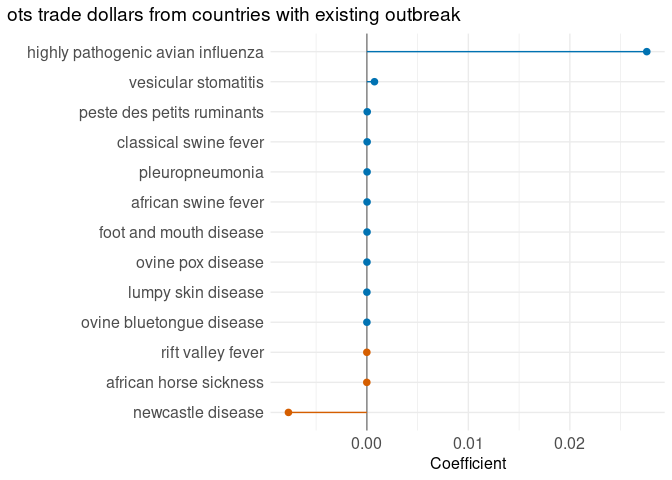 ots trade dollars from countries with existing outbreak
highly pathogenic avian influenza
vesicular stomatitis
peste des petits ruminants
classical swine fever
pleuropneumonia
african swine fever
foot and mouth disease
ovine pox disease
lumpy skin disease
ovine bluetongue disease
rift valley fever
african horse sickness
newcastle disease
0.00 0.01 0.02
Coefficient